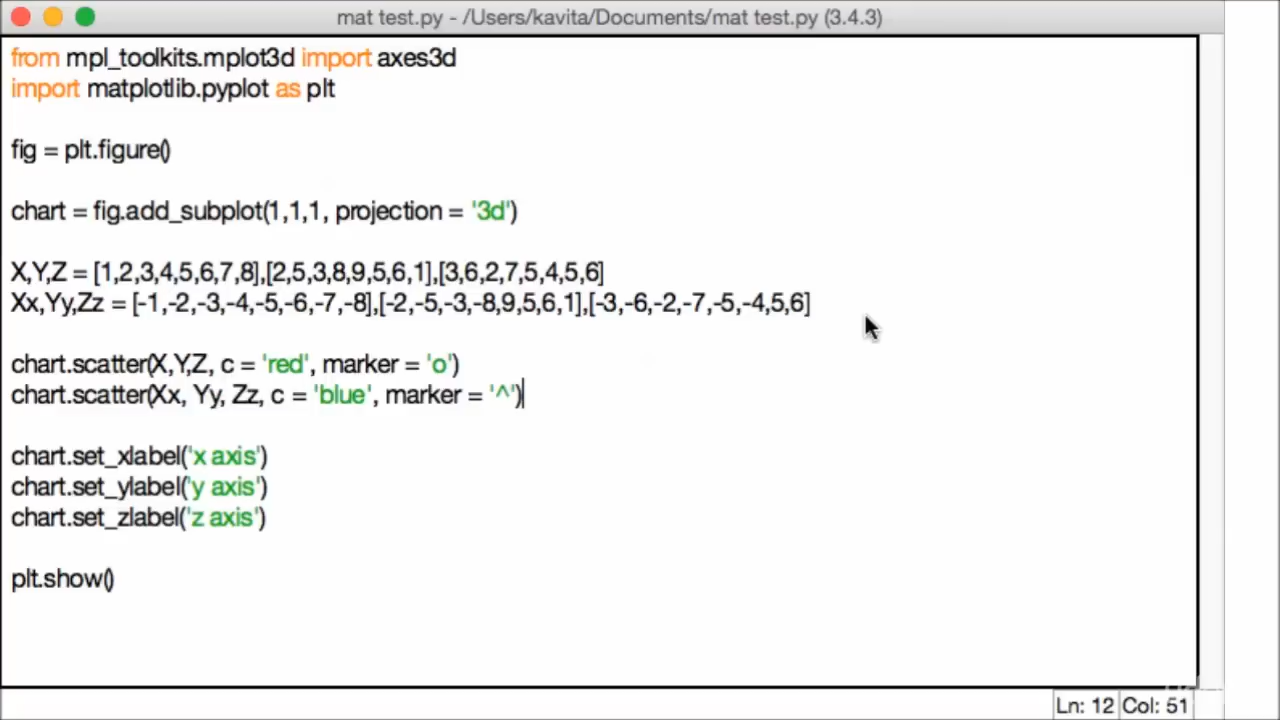 mat test.py - /Users/kavita/Documents/mat test.py (3.4.3)
from mpl_toolkits.mplot3d import axes3d
import matplotlib.pyplot as plt
fig = plt.figure()
chart = fig.add_subplot(1,1,1, projection = '3d')
X,Y,Z = [1,2,3,4,5,6,7,8],[2,5,3,8,9,5,6,1],[3,6,2,7,5,4,5,6]
Xx,Yy,Zz = [-1,-2,-3,-4,-5,-6,-7,-8],[-2,-5,-3,-8,9,5,6,1],[-3,-6,-2,-7,-5,-4,5,6]
chart.scatter(X,Y,Z, c = 'red', marker = 'o')
chart.scatter(Xx, Yy, Zz, c = 'blue', marker = '^')
chart.set_xlabel('x axis')
chart.set_ylabel('y axis')
chart.set_zlabel('z axis')
plt.show()
Ln: 12 Col: 51